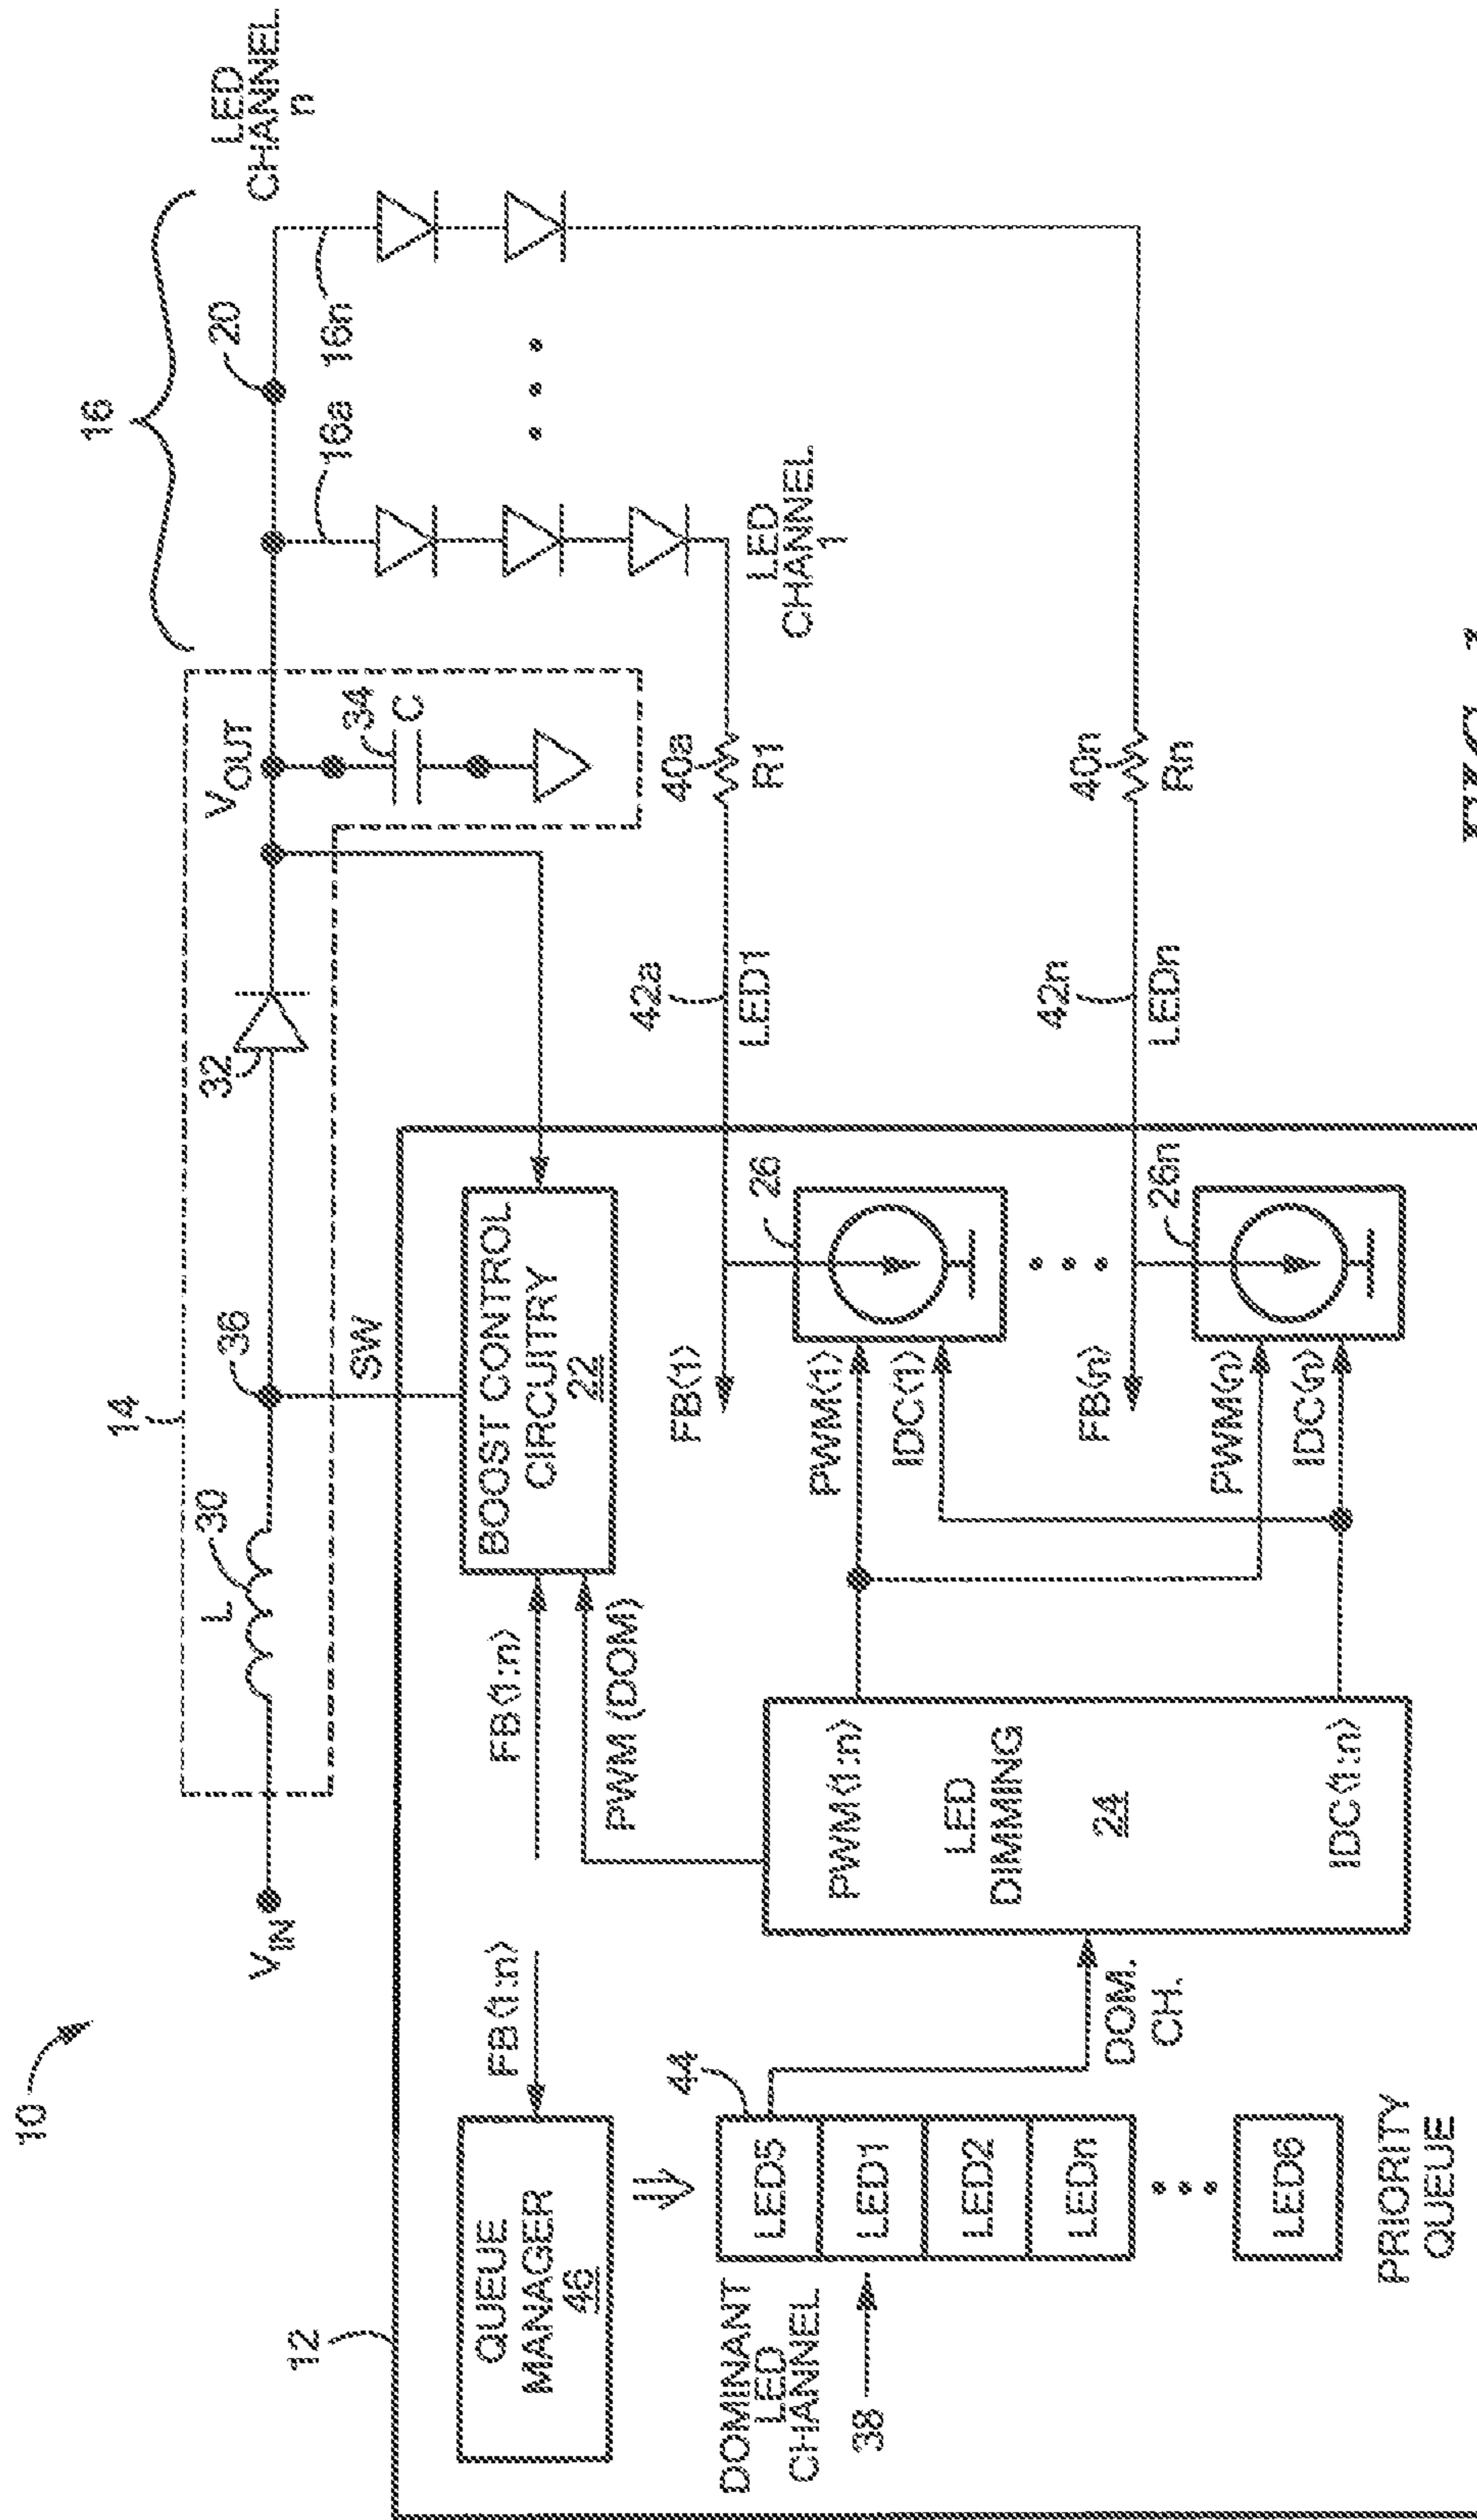 10
V_IN
L
30
14
36
32
V_OUT
34
C
16
20
LED
CHANNEL
n
16a
16n
12
SW
QUEUE
MANAGER
46
FB(1:n)
FB(1:n)
BOOST CONTROL
CIRCUITRY
22
PWM (DOM)
44
DOMINANT
LED
CHANNEL
38
LED5
LED1
LED2
LEDn
LED6
PRIORITY
QUEUE
DOM.
CH.
PWM(1:n)
LED
DIMMING
24
IDC(1:n)
FB(1)
PWM(1)
IDC(1)
26
FB(n)
PWM(n)
IDC(n)
26n
42a
LED1
40a
R1
LED
CHANNEL
1
42n
LEDn
40n
Rn